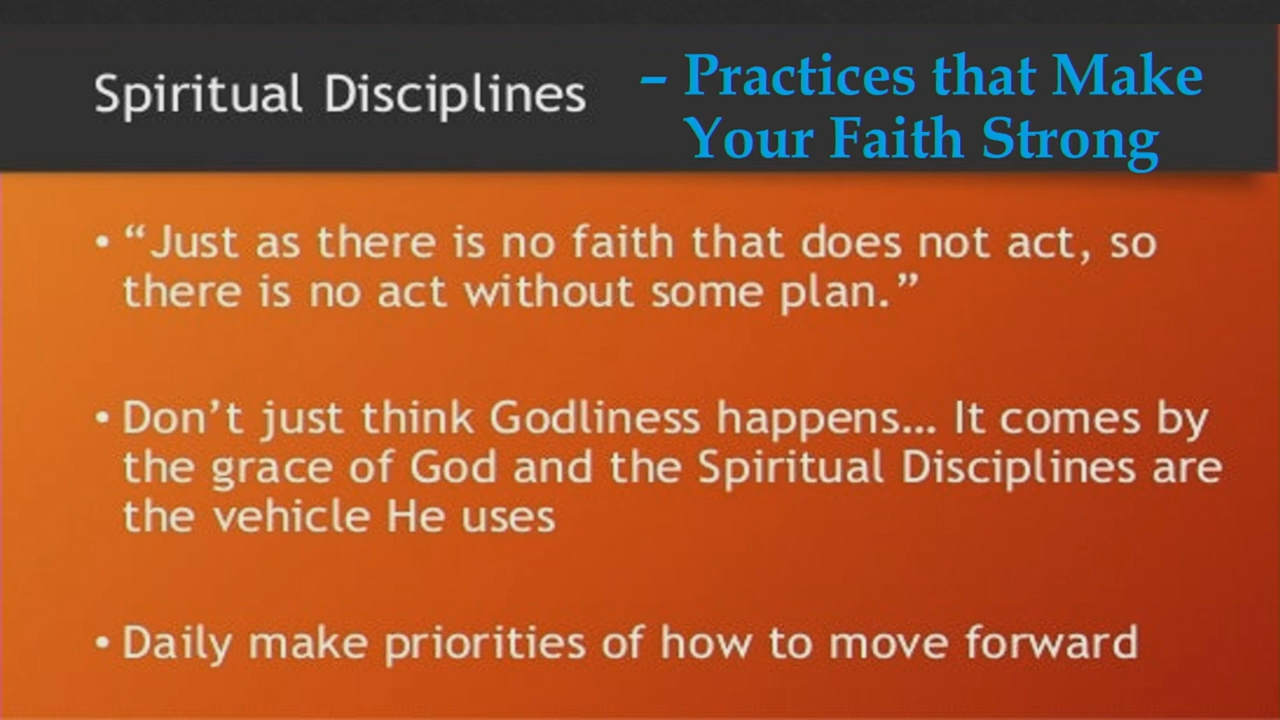 Spiritual Disciplines – Practices that Make
Your Faith Strong
• “Just as there is no faith that does not act, so
there is no act without some plan.”
• Don’t just think Godliness happens… It comes by
the grace of God and the Spiritual Disciplines are
the vehicle He uses
• Daily make priorities of how to move forward